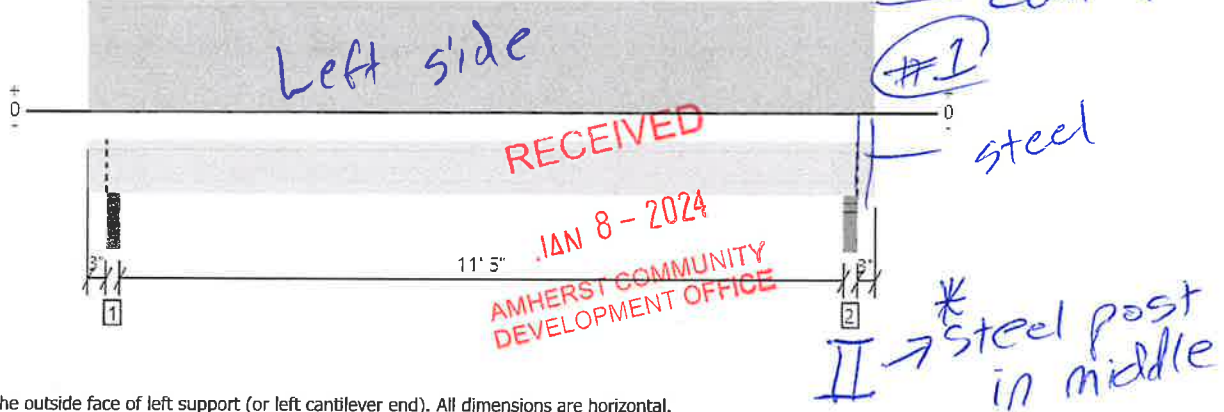 Left side
#1
+
0
-
0
-
steel
RECEIVED
JAN 8 - 2024
AMHERST COMMUNITY
DEVELOPMENT OFFICE
3"
11' 5"
3"
1
2
* steel post
in middle
he outside face of left support (or left cantilever end). All dimensions are horizontal.